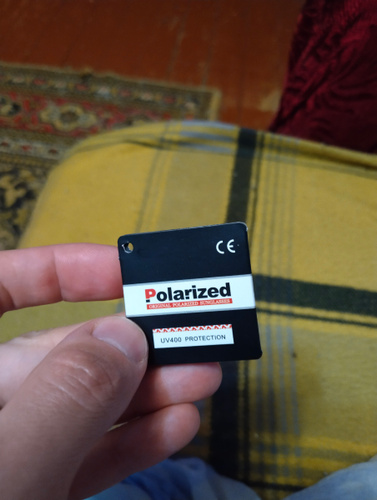 CE
Polarized
ORIGINAL POLARIZED SUNGLASSES
UV400 PROTECTION